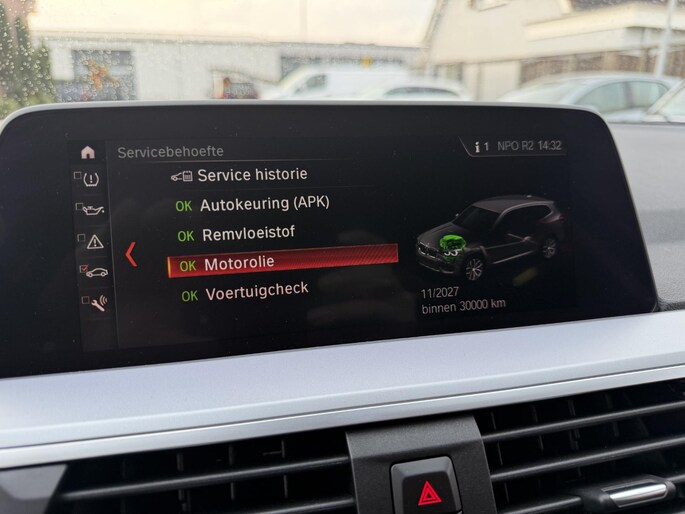 Servicebehoefte
1 NPO R2 14:32
Service historie
OK Autokeuring (APK)
OK Remvloeistof
OK Motorolie
OK Voertuigcheck
11/2027
binnen 30000 km